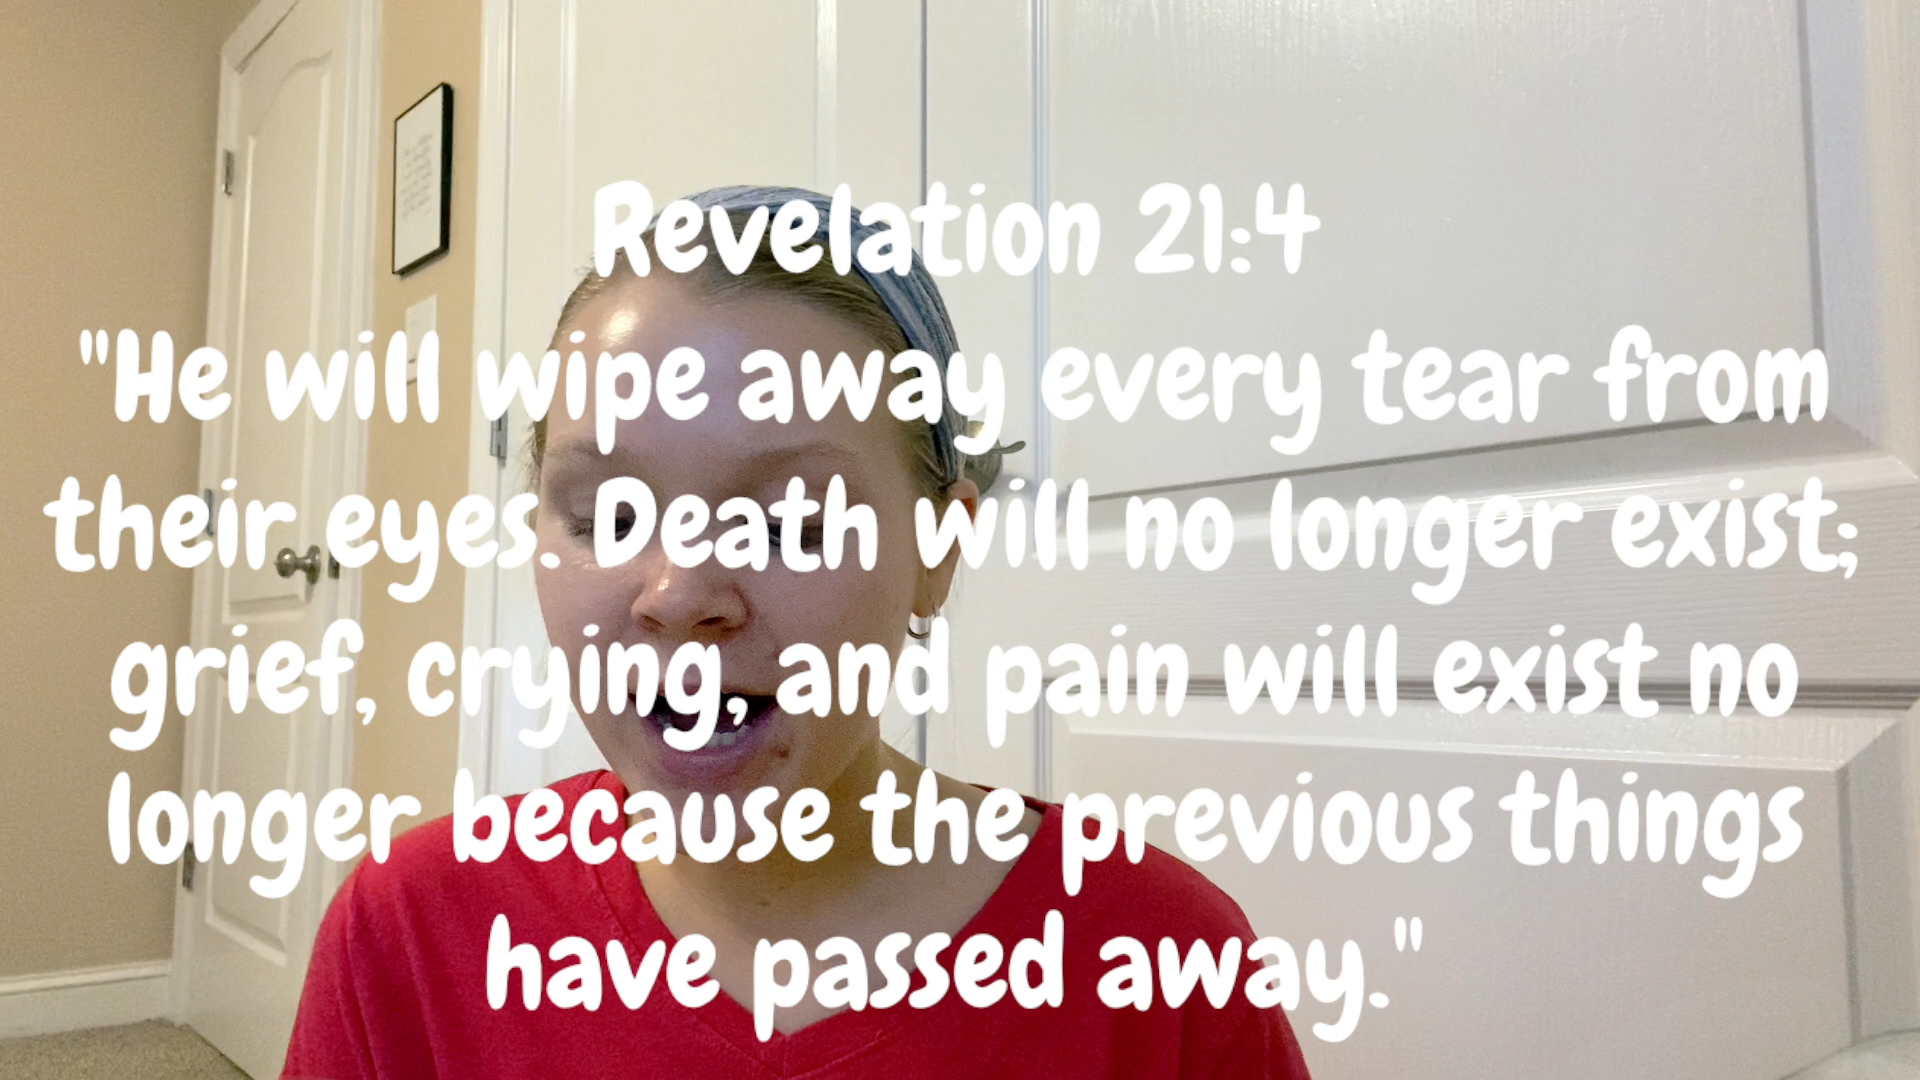 Revelation 21:4
"He will wipe away every tear from
their eyes. Death will no longer exist;
grief, crying, and pain will exist no
longer because the previous things
have passed away."